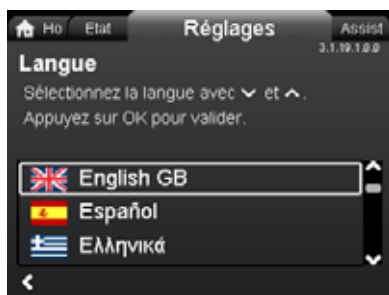 Ho Etat Réglages Assist
3.1.19.1.0.0
Langue
Sélectionnez la langue avec et .
Appuyez sur OK pour valider.
English GB
Español
Ελληνικά